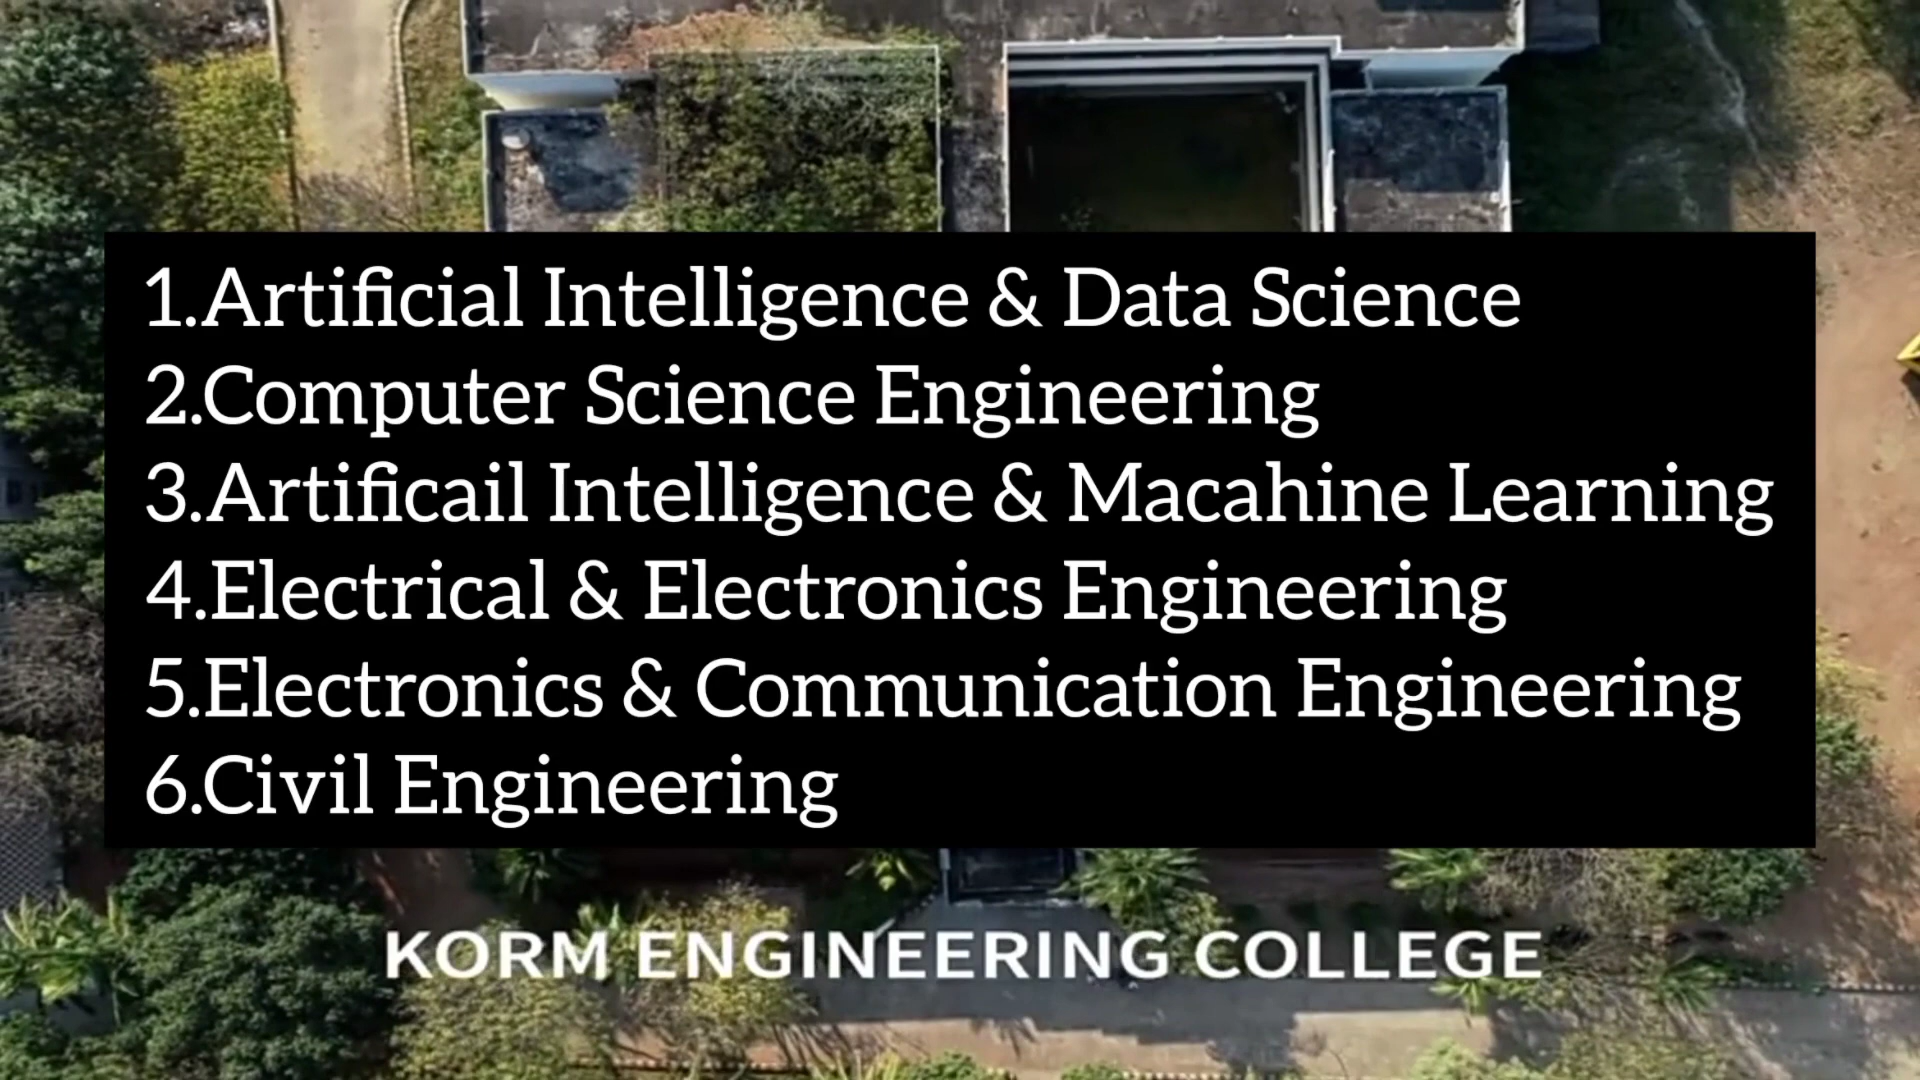 1.Artificial Intelligence & Data Science
2.Computer Science Engineering
3.Artificail Intelligence & Macahine Learning
4.Electrical & Electronics Engineering
5.Electronics & Communication Engineering
6.Civil Engineering
KORM ENGINEERING COLLEGE